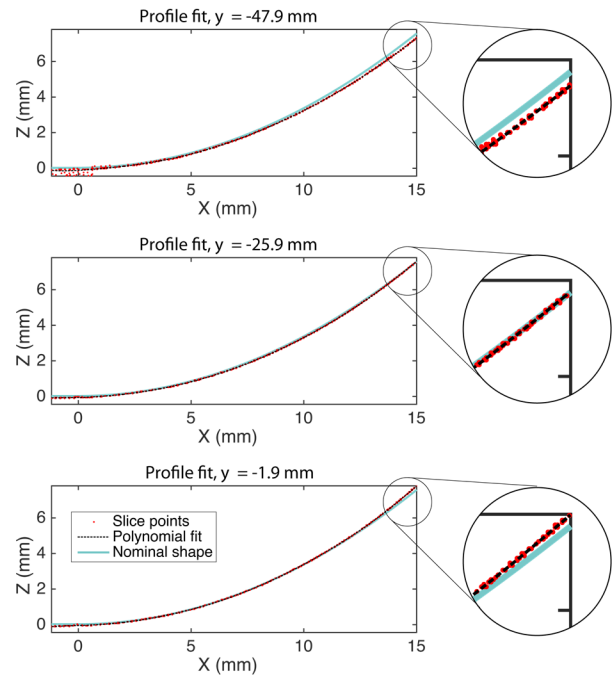 Profile fit, y = -47.9 mm
6
4
2
0
Z (mm)
0 5 10 15
X (mm)
Profile fit, y = -25.9 mm
6
4
2
0
Z (mm)
0 5 10 15
X (mm)
Profile fit, y = -1.9 mm
6
4
2
0
Z (mm)
Slice points
Polynomial fit
Nominal shape
0 5 10 15
X (mm)